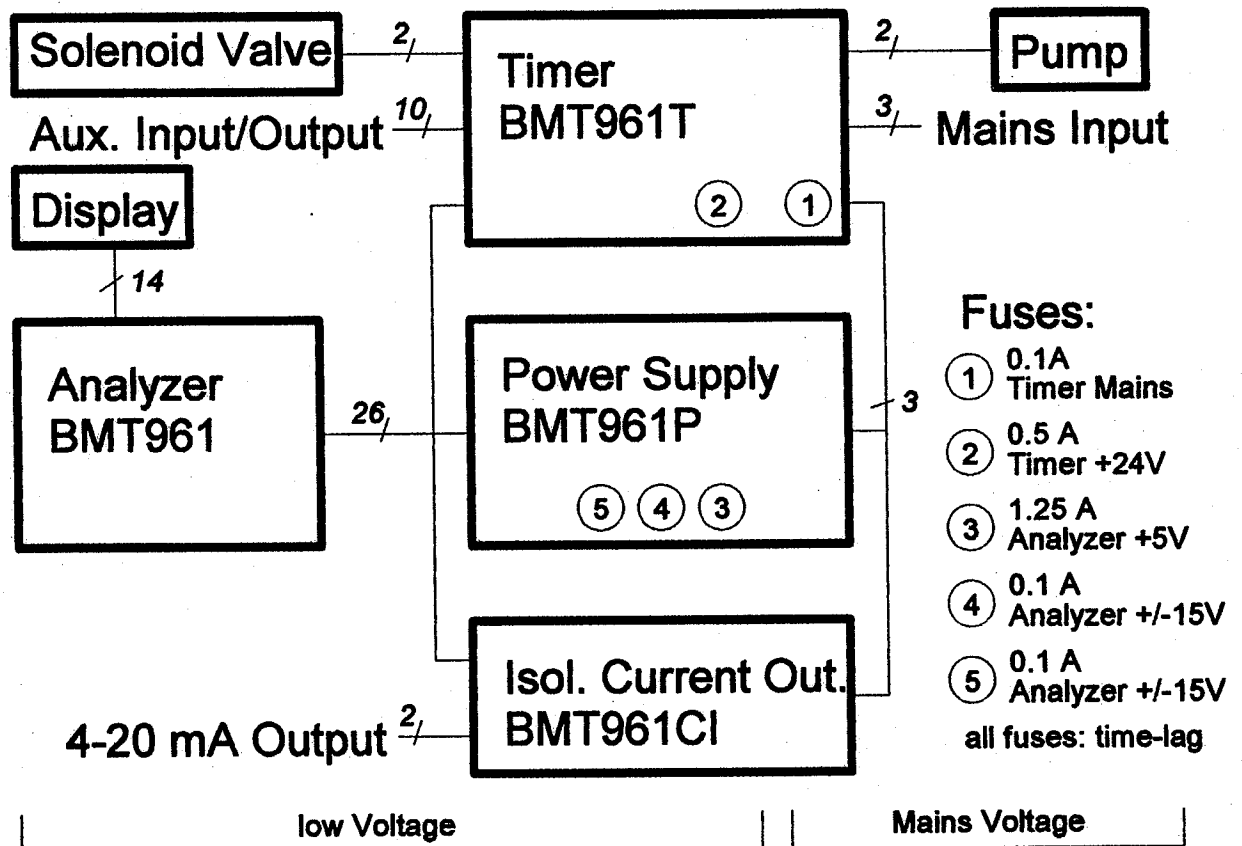 Solenoid Valve
2
Timer
BMT961T
2
Pump
Aux. Input/Output
10
3
Mains Input
Display
2
1
14
Analyzer
BMT961
26
Power Supply
BMT961P
5 4 3
3
Fuses:
1 0.1A
Timer Mains
2 0.5 A
Timer +24V
3 1.25 A
Analyzer +5V
4 0.1 A
Analyzer +/-15V
5 0.1 A
Analyzer +/-15V
all fuses: time-lag
Isol. Current Out.
BMT961CI
4-20 mA Output
2
low Voltage
Mains Voltage